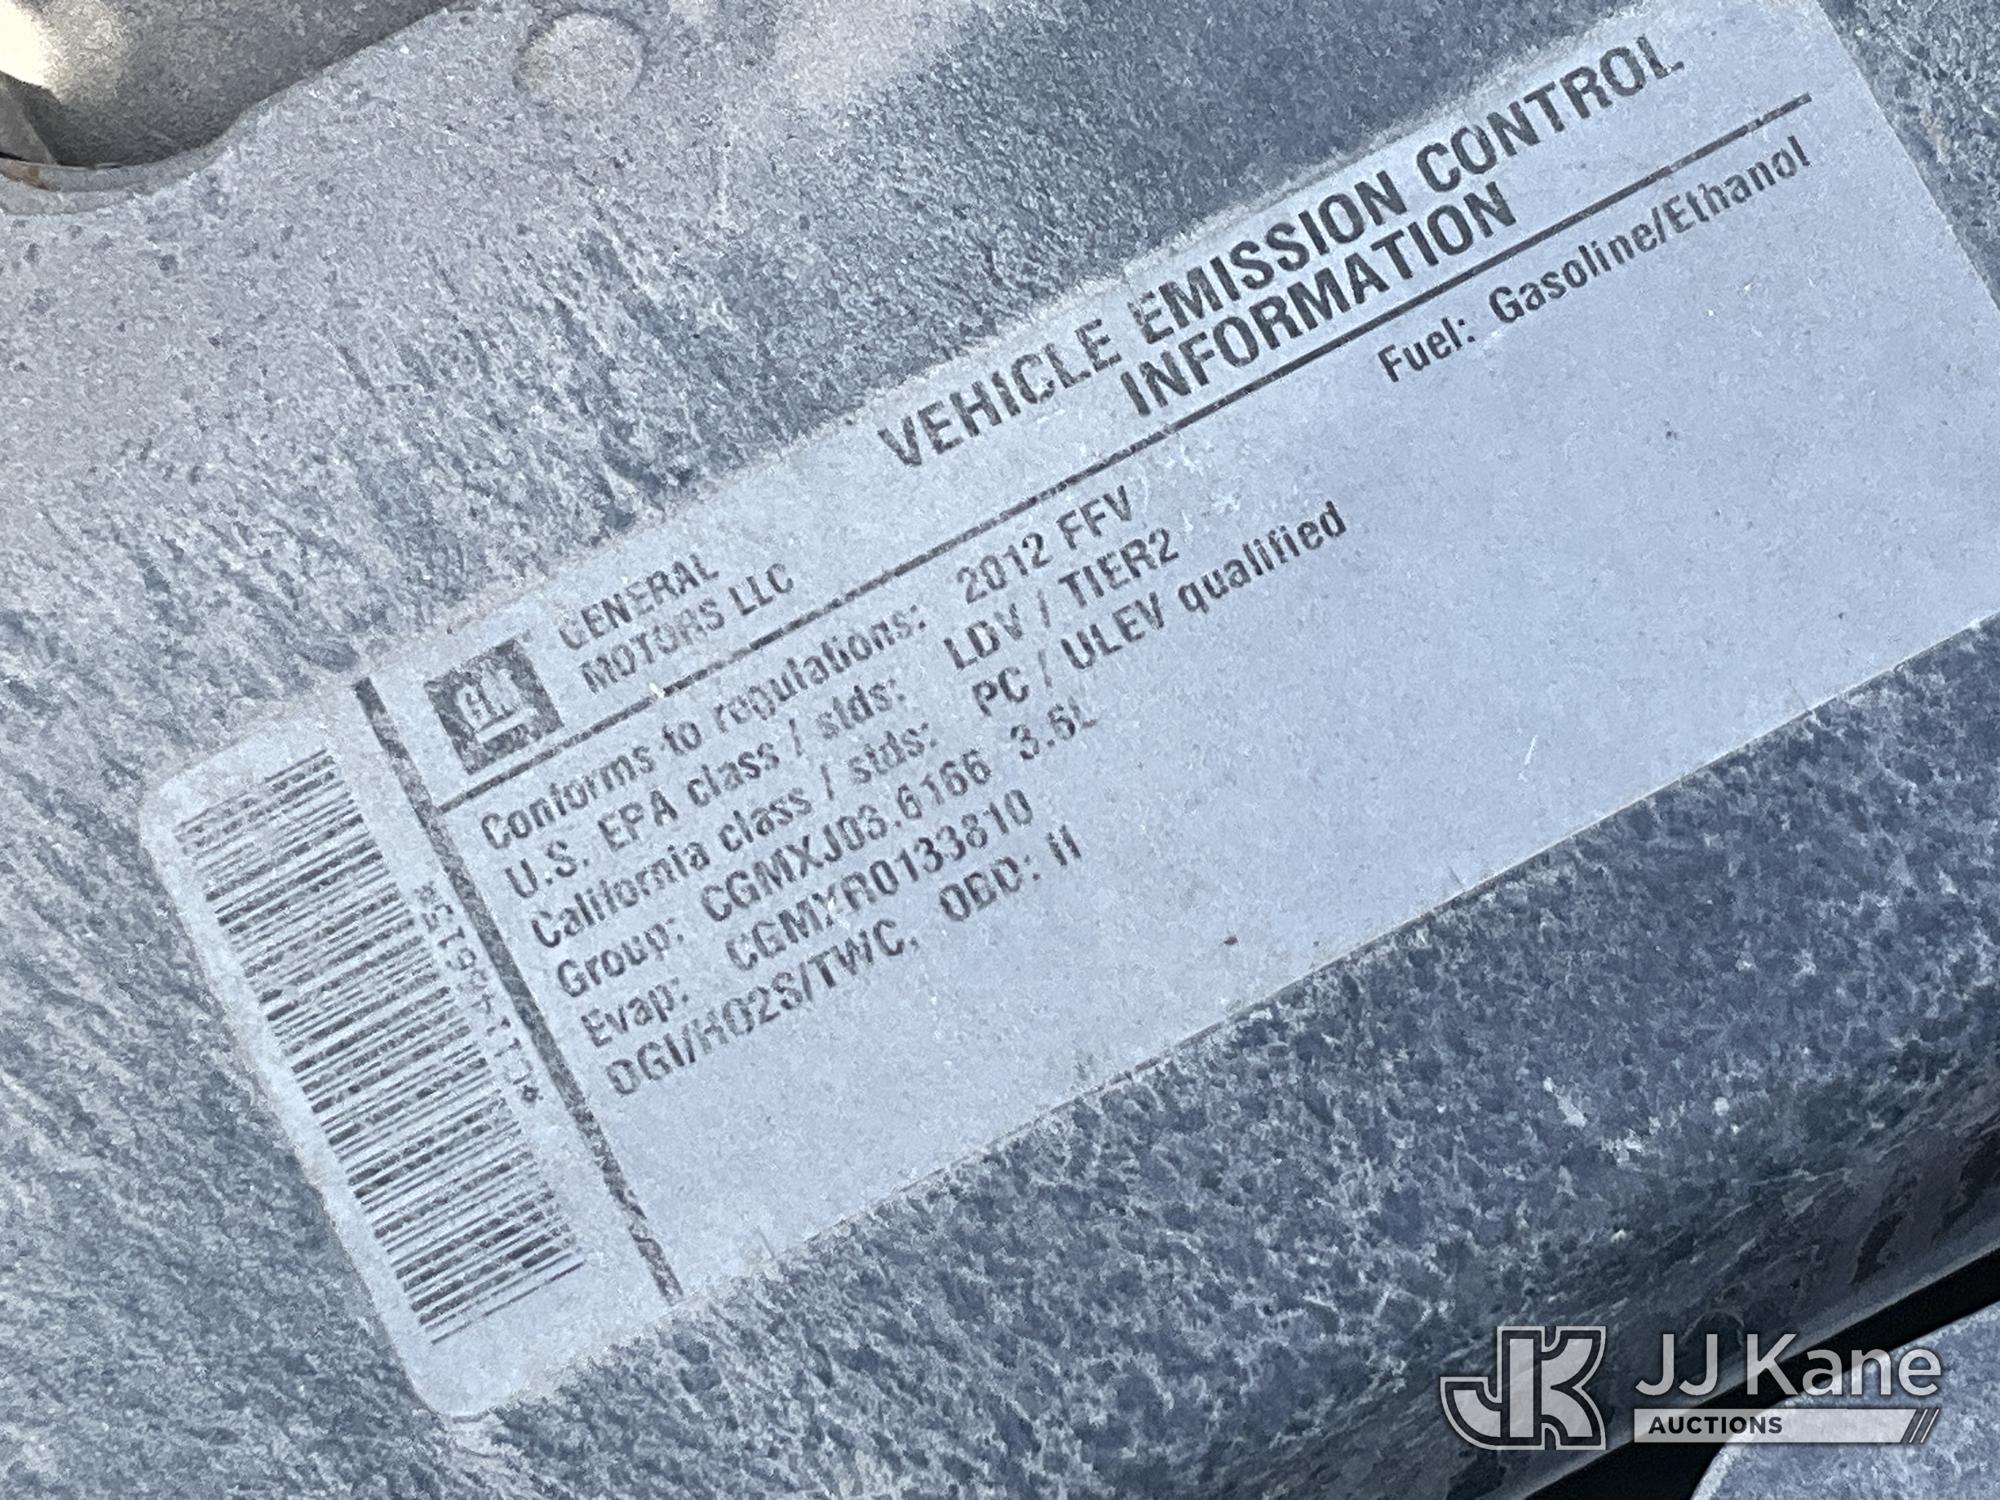 VEHICLE EMISSION CONTROL
INFORMATION
GM
GENERAL
MOTORS LLC
Fuel: Gasoline/Ethanol
Conforms to regulations: 2012 FFV
U.S. EPA class / stds: LDV / TIER2
California class / stds: PC / ULEV qualified
Group: CGMXJ03.6166 3.6L
Evap: CGMXR0133810
DGI/HO2S/TWC, OBD: II
JK
JJ Kane
AUCTIONS